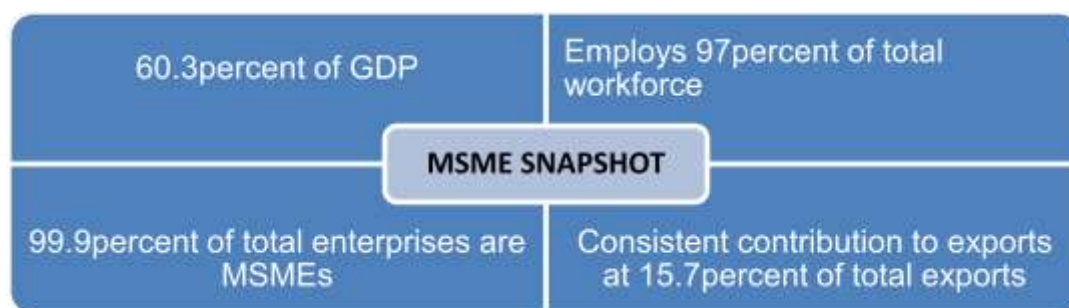 60.3percent of GDP
Employs 97percent of total
workforce
MSME SNAPSHOT
99.9percent of total enterprises are
MSMEs
Consistent contribution to exports
at 15.7percent of total exports